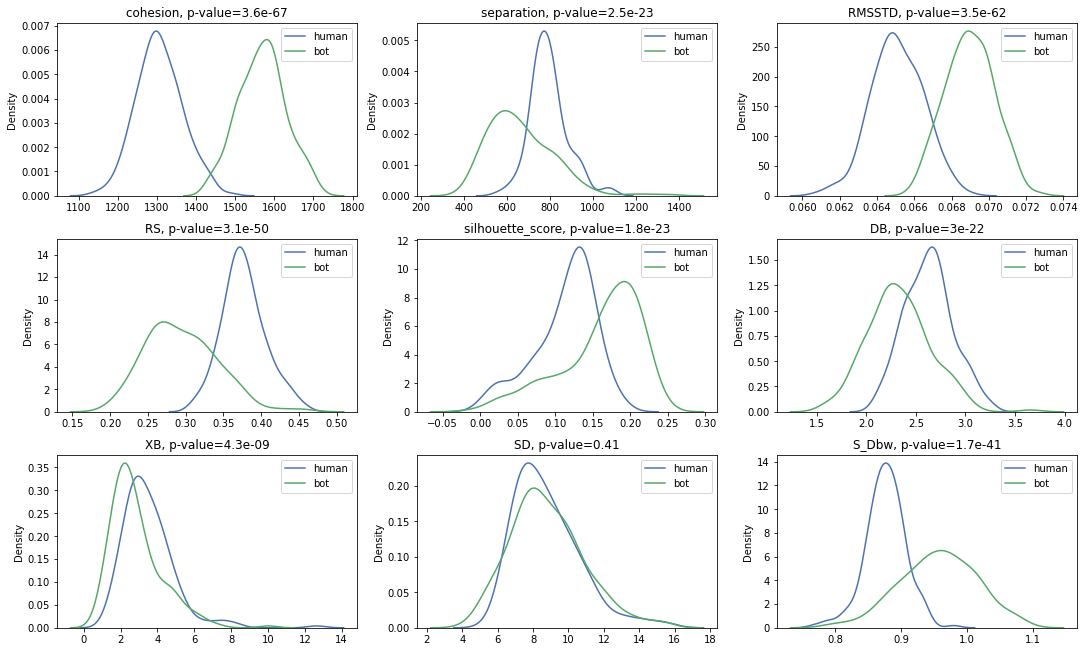 cohesion, p-value=3.6e-67
0.007
0.006
0.005
0.004
0.003
0.002
0.001
0.000
Density
human
bot
1100 1200 1300 1400 1500 1600 1700 1800
separation, p-value=2.5e-23
0.005
0.004
0.003
0.002
0.001
0.000
Density
human
bot
200 400 600 800 1000 1200 1400
RMSSTD, p-value=3.5e-62
250
200
150
100
50
0
Density
human
bot
0.060 0.062 0.064 0.066 0.068 0.070 0.072 0.074
RS, p-value=3.1e-50
14
12
10
8
6
4
2
0
Density
human
bot
0.15 0.20 0.25 0.30 0.35 0.40 0.45 0.50
silhouette_score, p-value=1.8e-23
12
10
8
6
4
2
0
Density
human
bot
−0.05 0.00 0.05 0.10 0.15 0.20 0.25 0.30
DB, p-value=3e-22
1.50
1.25
1.00
0.75
0.50
0.25
0.00
Density
human
bot
1.5 2.0 2.5 3.0 3.5 4.0
XB, p-value=4.3e-09
0.35
0.30
0.25
0.20
0.15
0.10
0.05
0.00
Density
human
bot
0 2 4 6 8 10 12 14
SD, p-value=0.41
0.20
0.15
0.10
0.05
0.00
Density
human
bot
2 4 6 8 10 12 14 16 18
S_Dbw, p-value=1.7e-41
14
12
10
8
6
4
2
0
Density
human
bot
0.8 0.9 1.0 1.1